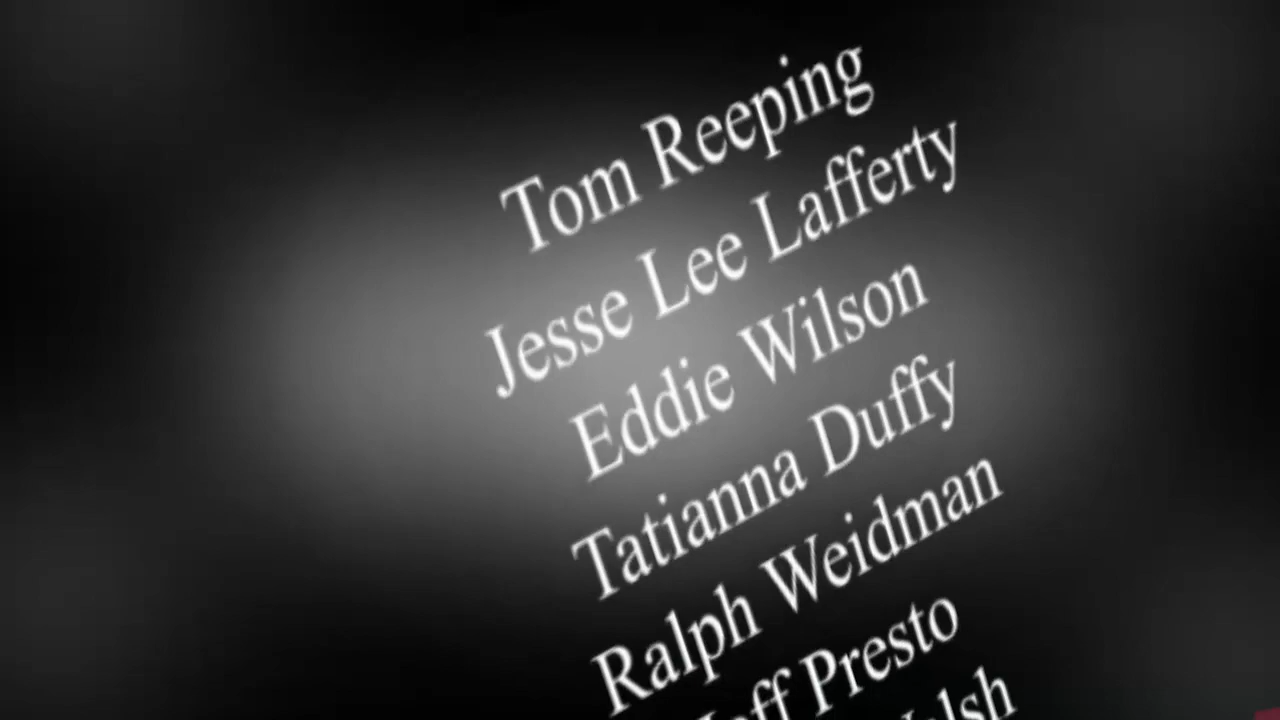 Tom Reeping
Jesse Lee Lafferty
Eddie Wilson
Tatianna Duffy
Ralph Weidman
Presto